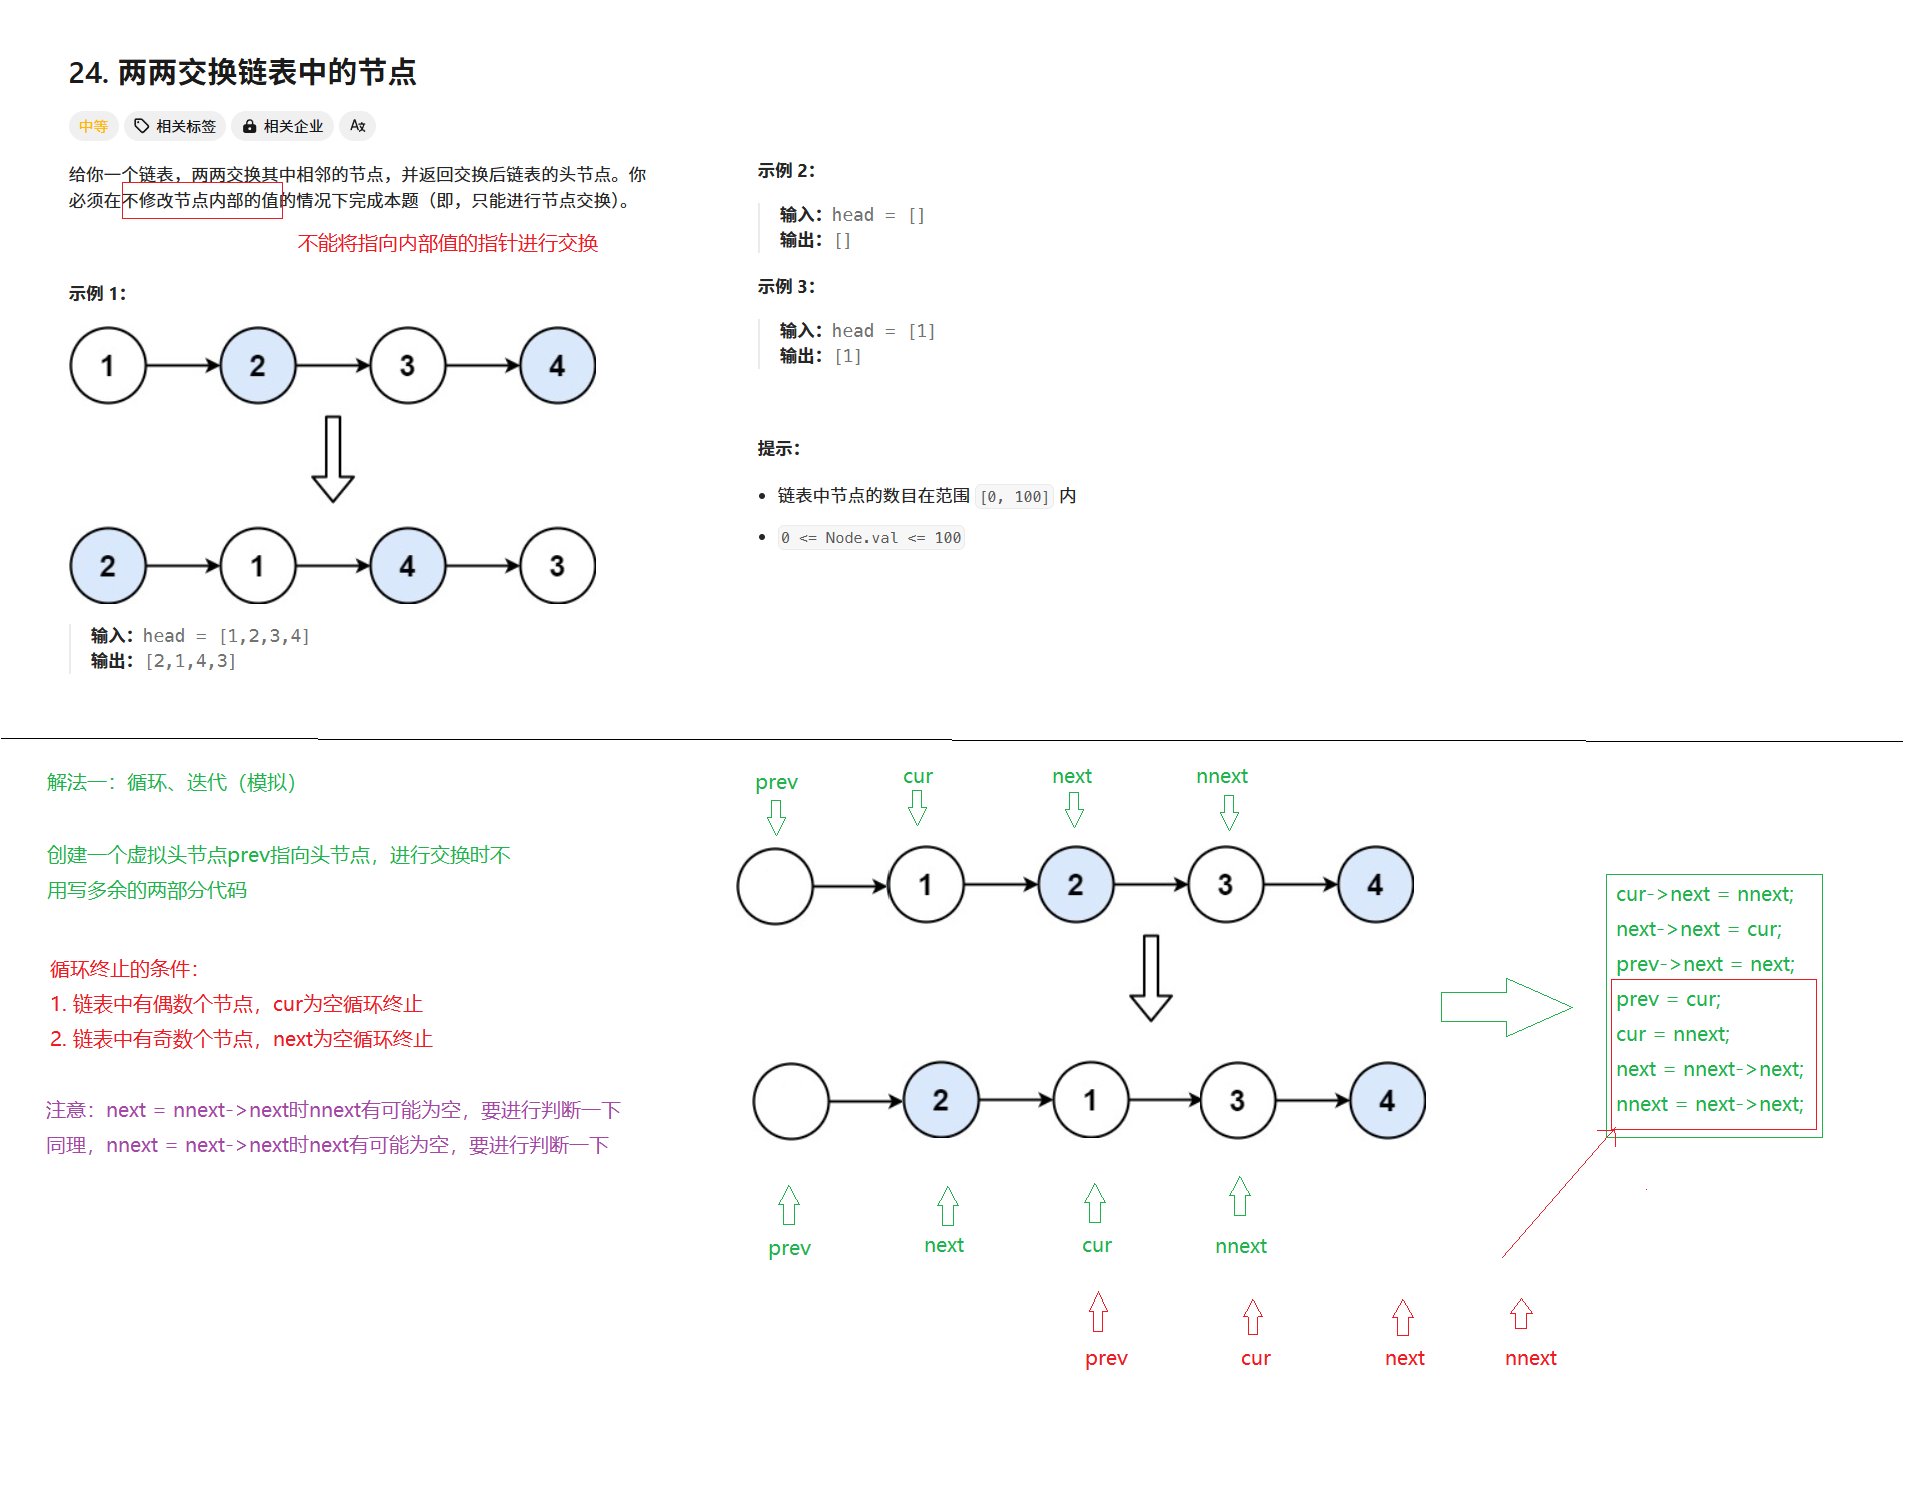 24. 两两交换链表中的节点
中等 相关标签 相关企业 A文
给你一个链表，两两交换其中相邻的节点，并返回交换后链表的头节点。你
必须在不修改节点内部的值的情况下完成本题（即，只能进行节点交换）。
不能将指向内部值的指针进行交换
示例 1：
1 2 3 4
2 1 4 3
输入：head = [1,2,3,4]
输出：[2,1,4,3]
示例 2：
输入：head = []
输出：[]
示例 3：
输入：head = [1]
输出：[1]
提示：
链表中节点的数目在范围 [0, 100] 内
0 <= Node.val <= 100
解法一：循环、迭代（模拟）
创建一个虚拟头节点prev指向头节点，进行交换时不
用写多余的两部分代码
循环终止的条件：
1. 链表中有偶数个节点，cur为空循环终止
2. 链表中有奇数个节点，next为空循环终止
注意：next = nnext->next时nnext有可能为空，要进行判断一下
同理，nnext = next->next时next有可能为空，要进行判断一下
prev cur next nnext
1 2 3 4
2 1 3 4
prev next cur nnext
prev cur next nnext
cur->next = nnext;
next->next = cur;
prev->next = next;
prev = cur;
cur = nnext;
next = nnext->next;
nnext = next->next;